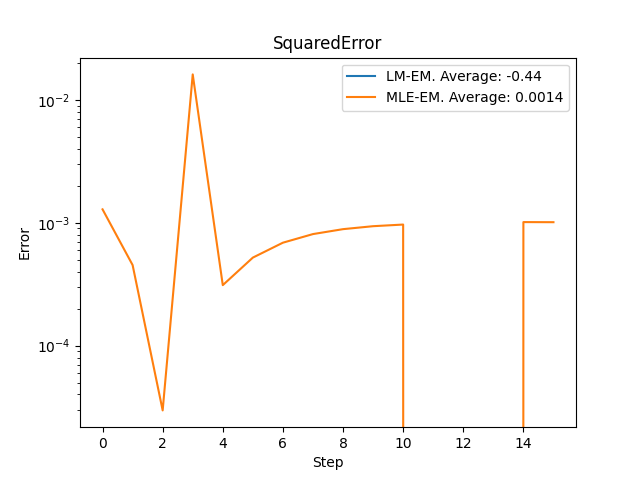 SquaredError
LM-EM. Average: -0.44
MLE-EM. Average: 0.0014
Error
10⁻²
10⁻³
10⁻⁴
0 2 4 6 8 10 12 14
Step